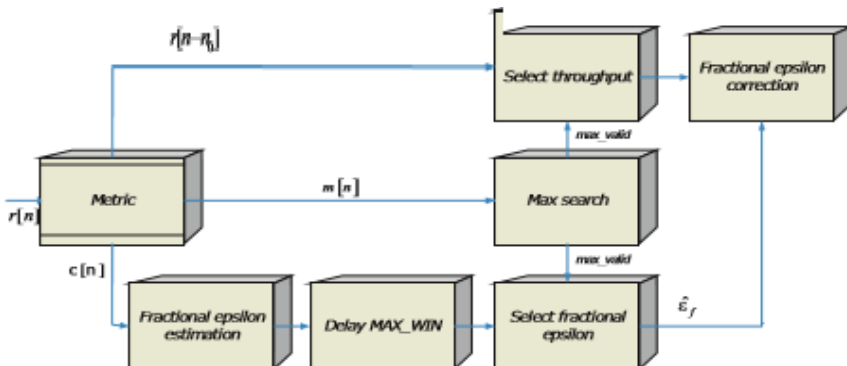 r[n-n₀]
Select throughput
Fractional epsilon
correction
max_valid
Metric
m[n]
Max search
r[n]
c[n]
max_valid
Fractional epsilon
estimation
Delay MAX_WIN
Select fractional
epsilon
ε̂_f